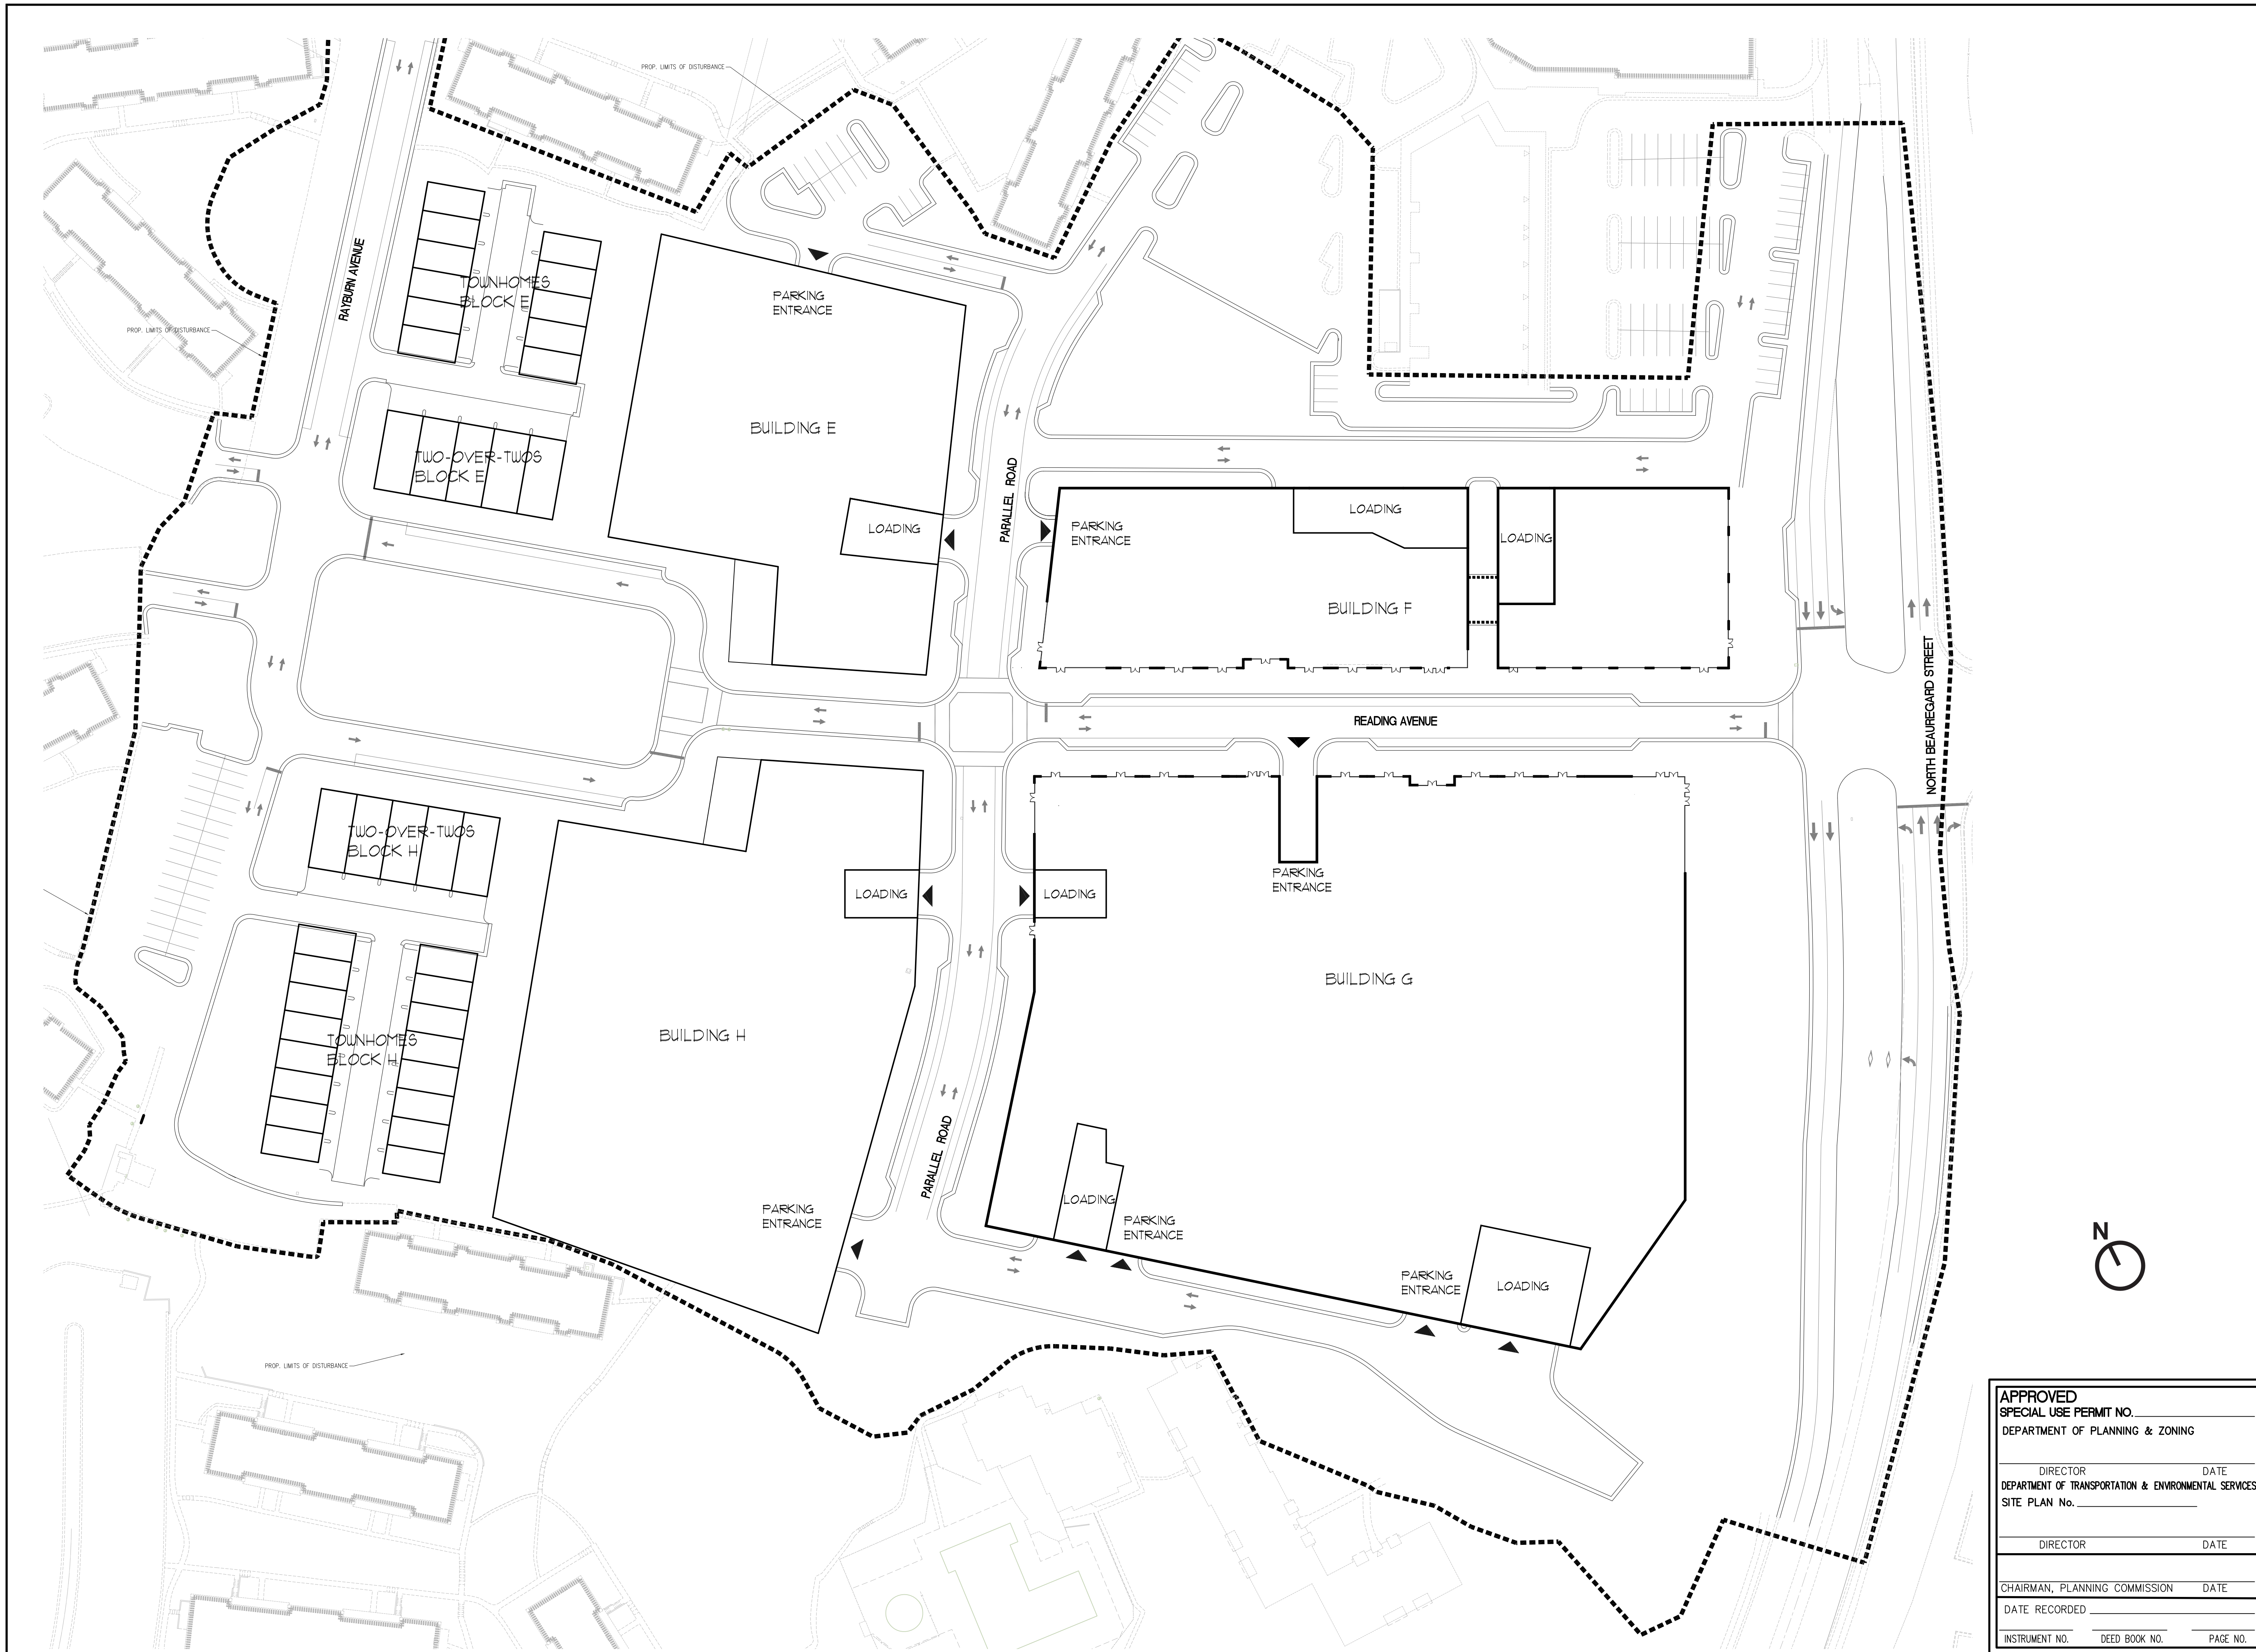 PROP. LIMITS OF DISTURBANCE
RAYBURN AVENUE
TOWNHOMES
BLOCK E
PARKING
ENTRANCE
PROP. LIMITS OF DISTURBANCE
BUILDING E
TWO-OVER-TWOS
BLOCK E
PARALLEL ROAD
LOADING
PARKING
ENTRANCE
LOADING
LOADING
BUILDING F
NORTH BEAUREGARD STREET
READING AVENUE
TWO-OVER-TWOS
BLOCK H
PARKING
ENTRANCE
LOADING
LOADING
BUILDING G
BUILDING H
TOWNHOMES
BLOCK H
PARALLEL ROAD
LOADING
PARKING
ENTRANCE
PARKING
ENTRANCE
PARKING
ENTRANCE
LOADING
N
PROP. LIMITS OF DISTURBANCE
APPROVED
SPECIAL USE PERMIT NO.
DEPARTMENT OF PLANNING & ZONING
DIRECTOR DATE
DEPARTMENT OF TRANSPORTATION & ENVIRONMENTAL SERVICES
SITE PLAN No.
DIRECTOR DATE
CHAIRMAN, PLANNING COMMISSION DATE
DATE RECORDED
INSTRUMENT NO. DEED BOOK NO. PAGE NO.